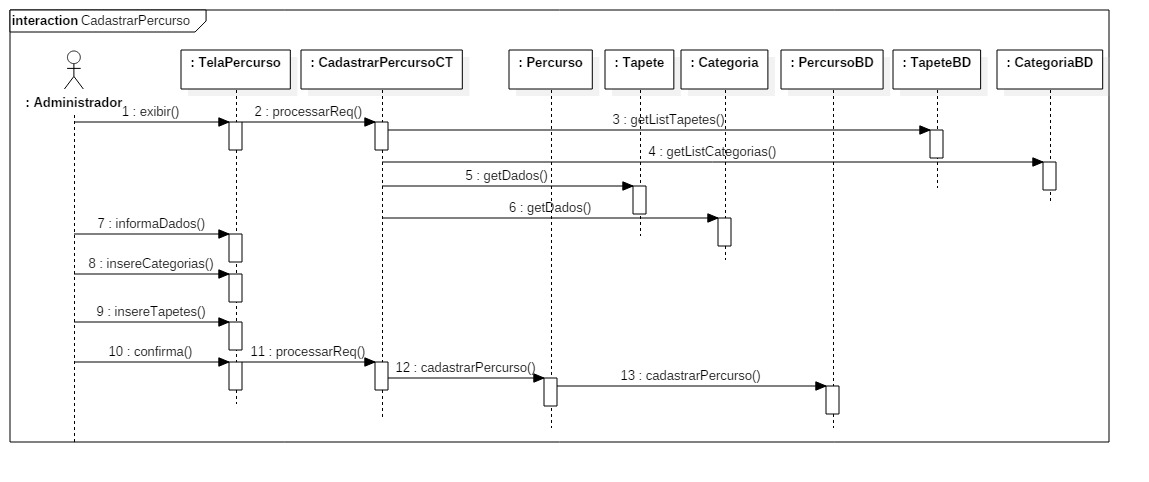 interaction CadastrarPercurso
: TelaPercurso
: CadastrarPercursoCT
: Percurso
: Tapete
: Categoria
: PercursoBD
: TapeteBD
: CategoriaBD
: Administrador
1 : exibir()
2 : processarReq()
3 : getListTapetes()
4 : getListCategorias()
5 : getDados()
6 : getDados()
7 : informaDados()
8 : insereCategorias()
9 : insereTapetes()
10 : confirma()
11 : processarReq()
12 : cadastrarPercurso()
13 : cadastrarPercurso()